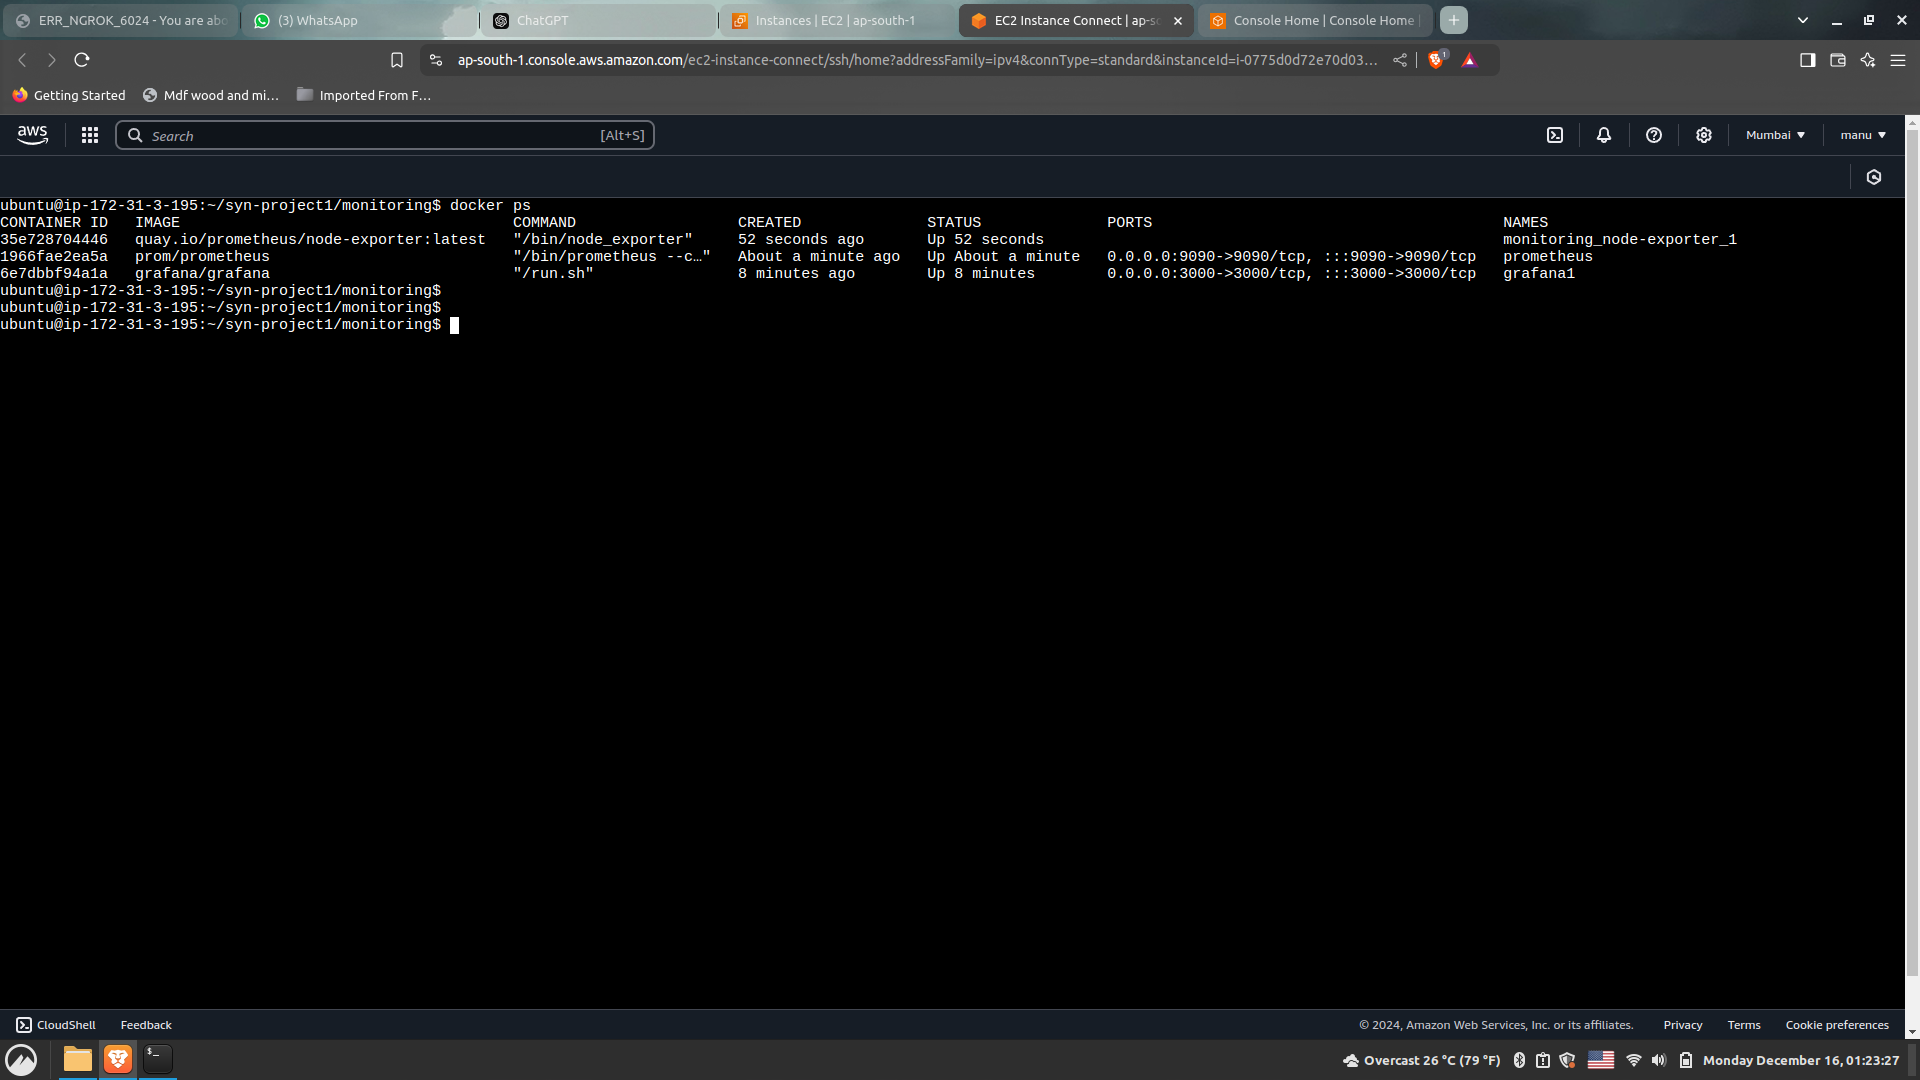 ERR_NGROK_6024 - You are abo
(3) WhatsApp
ChatGPT
Instances | EC2 | ap-south-1
EC2 Instance Connect | ap-so
Console Home | Console Home |
ap-south-1.console.aws.amazon.com/ec2-instance-connect/ssh/home?addressFamily=ipv4&connType=standard&instanceId=i-0775d0d72e70d03...
1
Getting Started
Mdf wood and mi...
Imported From F...
aws
Search
[Alt+S]
Mumbai
manu
ubuntu@ip-172-31-3-195:~/syn-project1/monitoring$ docker ps
CONTAINER ID IMAGE COMMAND CREATED STATUS PORTS NAMES
35e728704446 quay.io/prometheus/node-exporter:latest "/bin/node_exporter" 52 seconds ago Up 52 seconds monitoring_node-exporter_1
1966fae2ea5a prom/prometheus "/bin/prometheus --c…" About a minute ago Up About a minute 0.0.0.0:9090->9090/tcp, :::9090->9090/tcp prometheus
6e7dbbf94a1a grafana/grafana "/run.sh" 8 minutes ago Up 8 minutes 0.0.0.0:3000->3000/tcp, :::3000->3000/tcp grafana1
ubuntu@ip-172-31-3-195:~/syn-project1/monitoring$
ubuntu@ip-172-31-3-195:~/syn-project1/monitoring$
ubuntu@ip-172-31-3-195:~/syn-project1/monitoring$
CloudShell
Feedback
© 2024, Amazon Web Services, Inc. or its affiliates.
Privacy
Terms
Cookie preferences
Overcast 26 °C (79 °F)
Monday December 16, 01:23:27